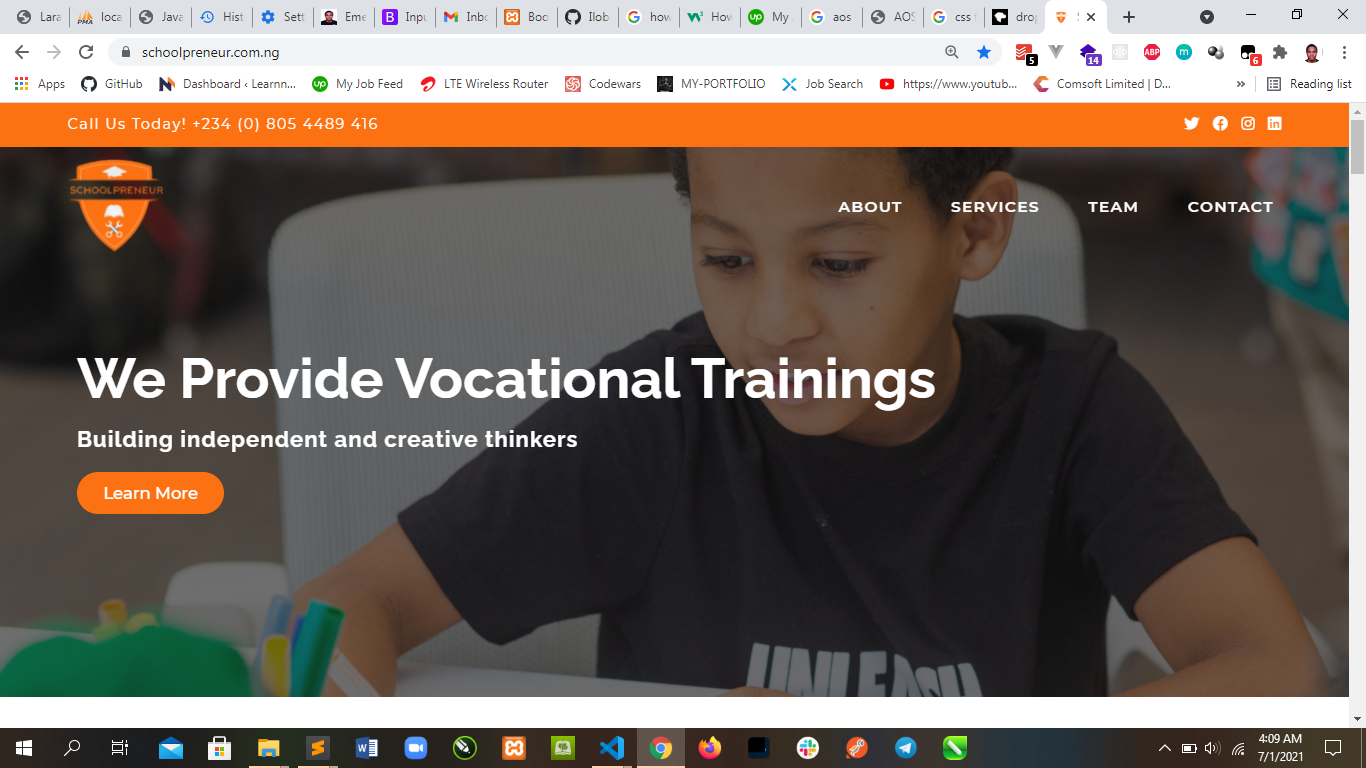 Lara
loca
Java
Hist
Sett
Eme
Inpu
Inbo
Boo
Ilob
how
How
My
aos
AOS
css
drop
schoolpreneur.com.ng
5
14
ABP
m
6
Apps
GitHub
Dashboard ‹ Learnn...
My Job Feed
LTE Wireless Router
Codewars
MY-PORTFOLIO
Job Search
https://www.youtub...
Comsoft Limited | D...
»
Reading list
Call Us Today! +234 (0) 805 4489 416
SCHOOLPRENEUR
ABOUT
SERVICES
TEAM
CONTACT
We Provide Vocational Trainings
Building independent and creative thinkers
Learn More
UNLEASH
4:09 AM
7/1/2021